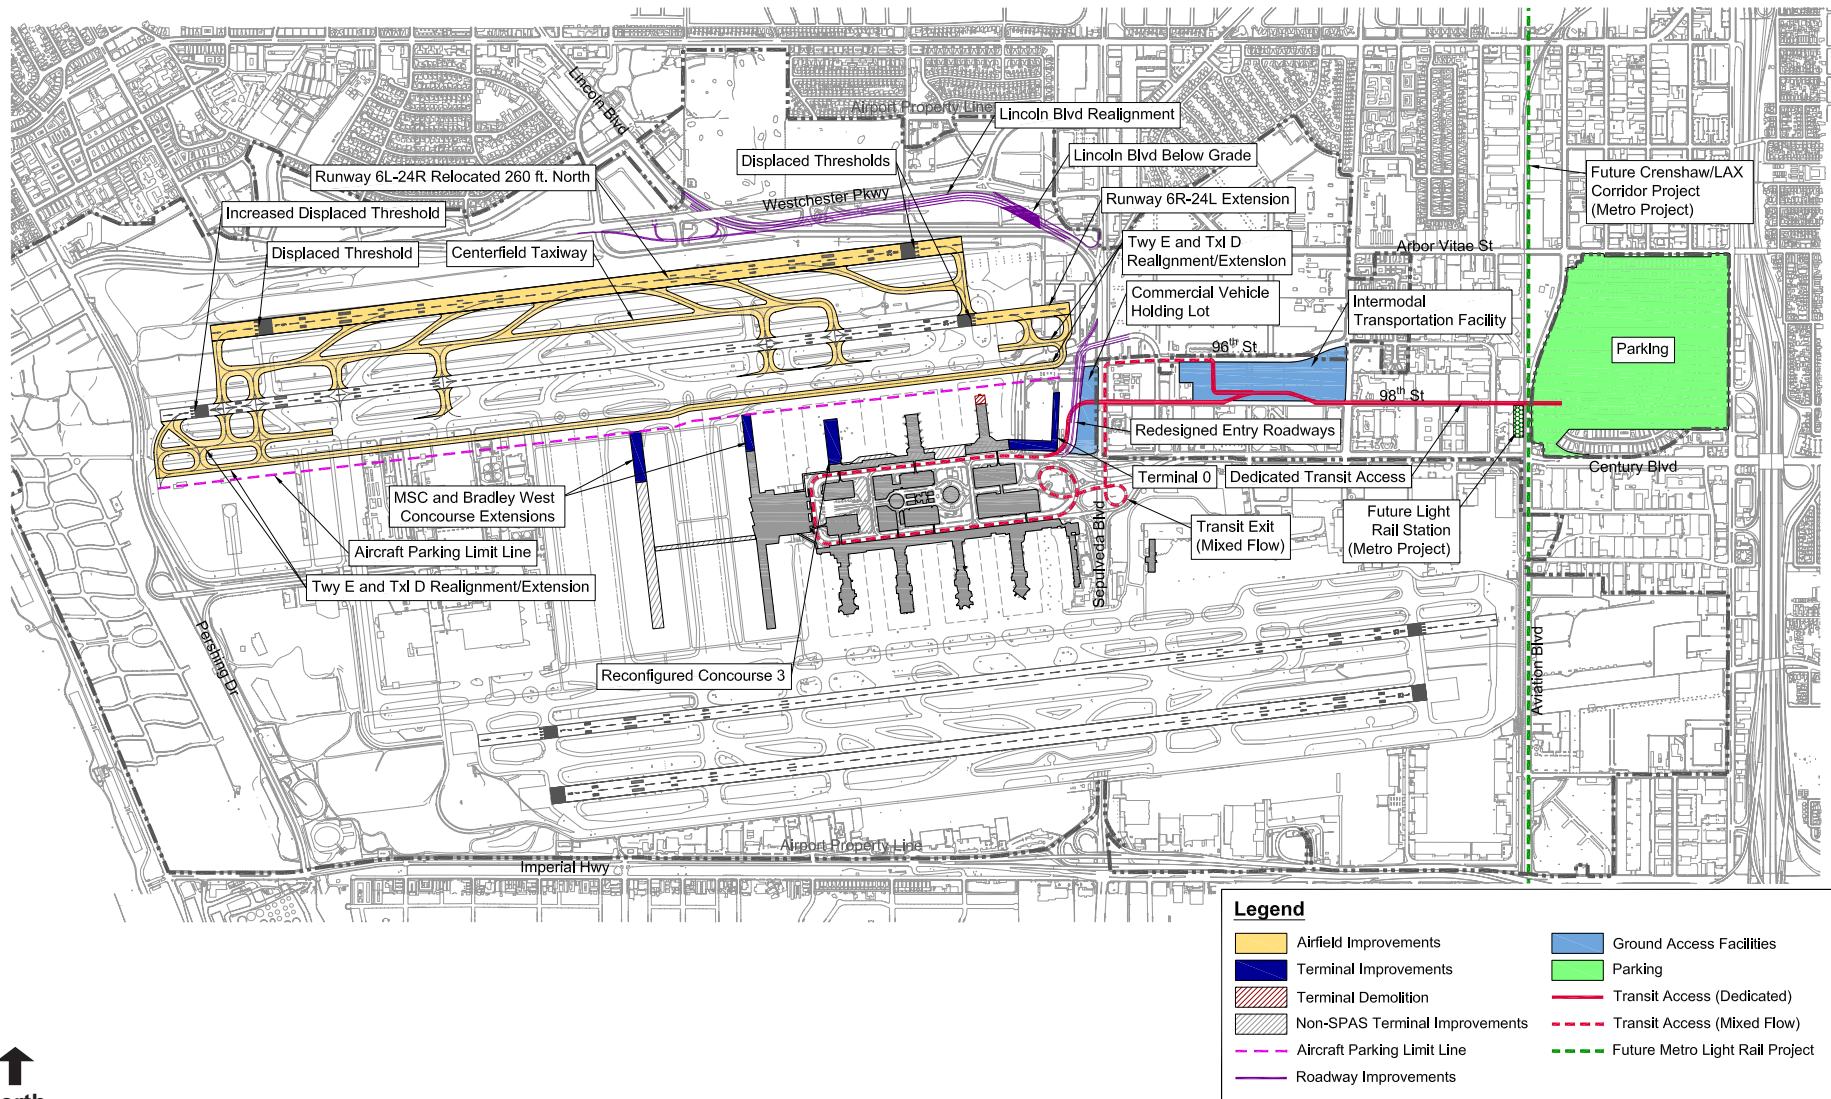 Lincoln Blvd
Airport Property Line
Lincoln Blvd Realignment
Displaced Thresholds
Lincoln Blvd Below Grade
Runway 6L-24R Relocated 260 ft. North
Westchester Pkwy
Future Crenshaw/LAX
Corridor Project
(Metro Project)
Increased Displaced Threshold
Runway 6R-24L Extension
Displaced Threshold
Centerfield Taxiway
Twy E and Txl D
Realignment/Extension
Arbor Vitae St
Commercial Vehicle
Holding Lot
Intermodal
Transportation Facility
96th St
Parking
98th St
Redesigned Entry Roadways
Century Blvd
Terminal 0
Dedicated Transit Access
MSC and Bradley West
Concourse Extensions
Future Light
Rail Station
(Metro Project)
Transit Exit
(Mixed Flow)
Aircraft Parking Limit Line
Sepulveda Blvd
Twy E and Txl D Realignment/Extension
Pershing Dr
Reconfigured Concourse 3
Aviation Blvd
Airport Property Line
Imperial Hwy
Legend
Airfield Improvements
Terminal Improvements
Terminal Demolition
Non-SPAS Terminal Improvements
Aircraft Parking Limit Line
Roadway Improvements
Ground Access Facilities
Parking
Transit Access (Dedicated)
Transit Access (Mixed Flow)
Future Metro Light Rail Project